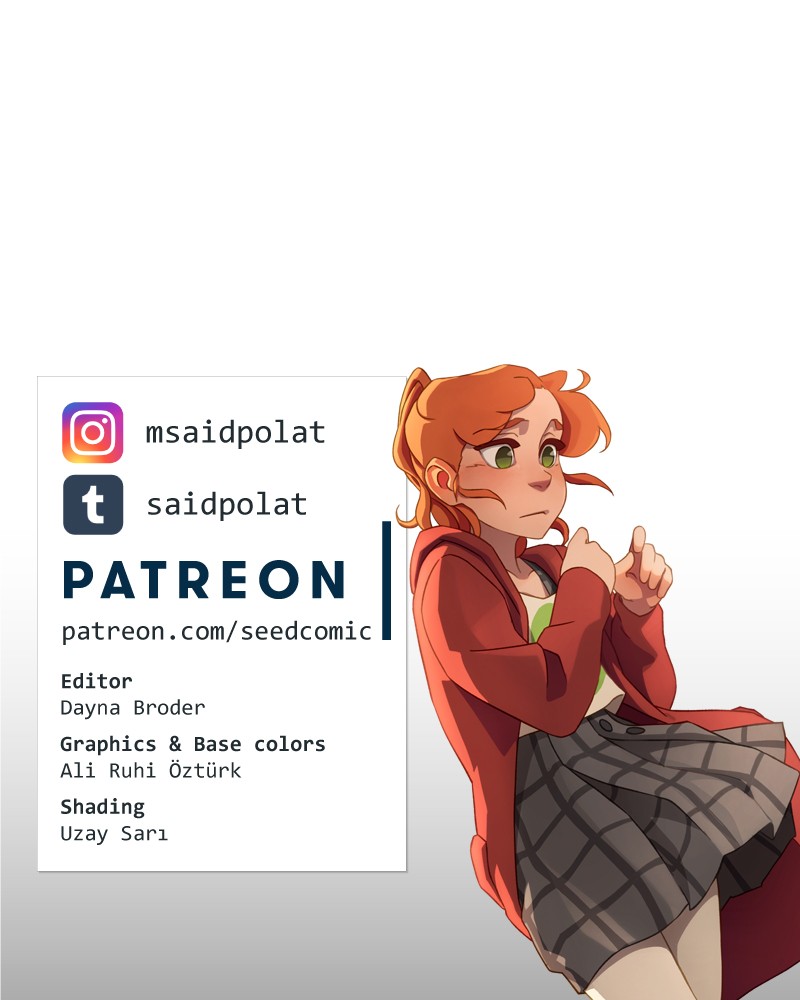 msaidpolat
t
saidpolat
PATREON
patreon.com/seedcomic
Editor
Dayna Broder
Graphics & Base colors
Ali Ruhi Öztürk
Shading
Uzay Sarı